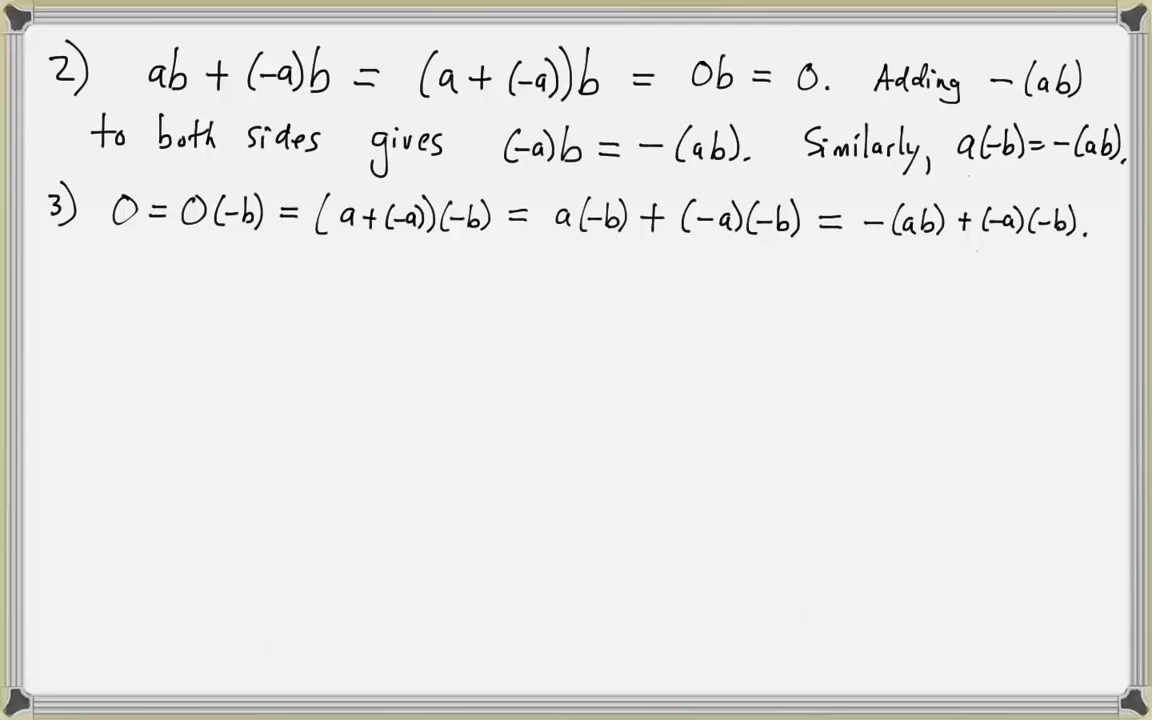 2) ab + (-a)b = (a + (-a))b = 0b = 0. Adding -(ab)
to both sides gives (-a)b = -(ab). Similarly, a(-b)=-(ab).
3) 0 = 0(-b) = (a+(-a))(-b) = a(-b) + (-a)(-b) = -(ab) + (-a)(-b).